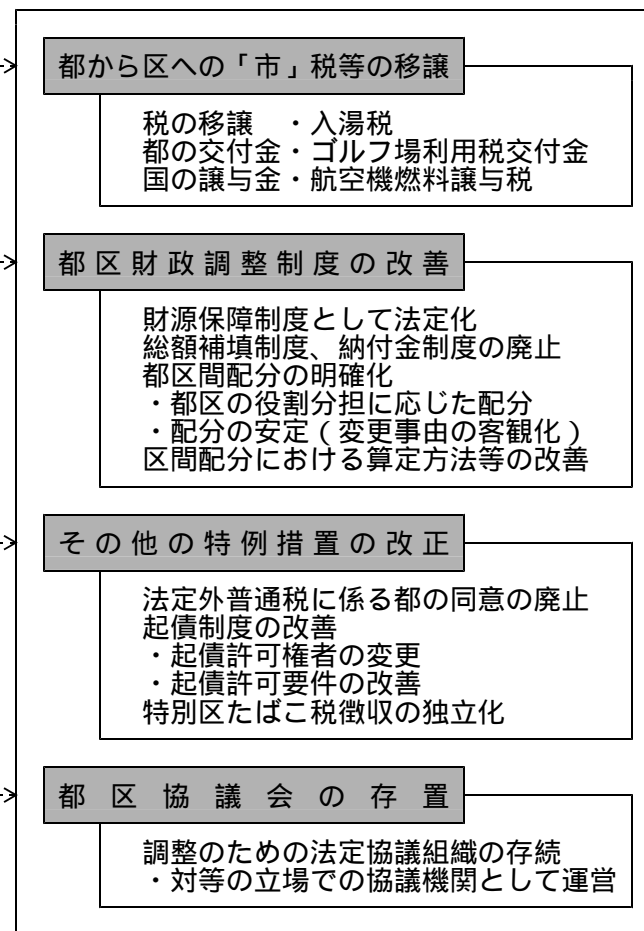 都から区への「市」税等の移譲
税の移譲 ・入湯税
都の交付金・ゴルフ場利用税交付金
国の譲与金・航空機燃料譲与税
都区財政調整制度の改善
財源保障制度として法定化
総額補填制度、納付金制度の廃止
都区間配分の明確化
・都区の役割分担に応じた配分
・配分の安定(変更事由の客観化)
区間配分における算定方法等の改善
その他の特例措置の改正
法定外普通税に係る都の同意の廃止
起債制度の改善
・起債許可権者の変更
・起債許可要件の改善
特別区たばこ税徴収の独立化
都区協議会の存置
調整のための法定協議組織の存続
・対等の立場での協議機関として運営